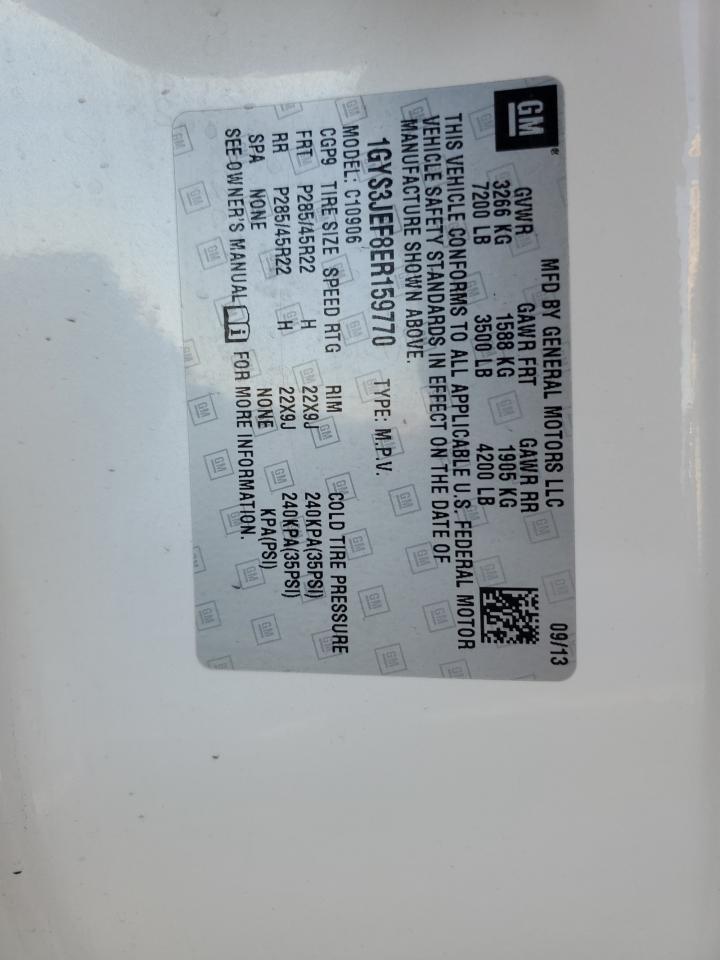 GM
MFD BY GENERAL MOTORS LLC 09/13
GVWR GAWR FRT GAWR RR
3266 KG 1588 KG 1905 KG
7200 LB 3500 LB 4200 LB
THIS VEHICLE CONFORMS TO ALL APPLICABLE U.S. FEDERAL MOTOR
VEHICLE SAFETY STANDARDS IN EFFECT ON THE DATE OF
MANUFACTURE SHOWN ABOVE.
1GYS3JEF8ER159770 TYPE: M.P.V.
MODEL: C10906
CGP9 TIRE SIZE SPEED RTG RIM COLD TIRE PRESSURE
FRT P285/45R22 H 22X9J 240KPA(35PSI)
RR P285/45R22 H 22X9J 240KPA(35PSI)
SPA NONE NONE KPA(PSI)
SEE OWNER'S MANUAL FOR MORE INFORMATION.